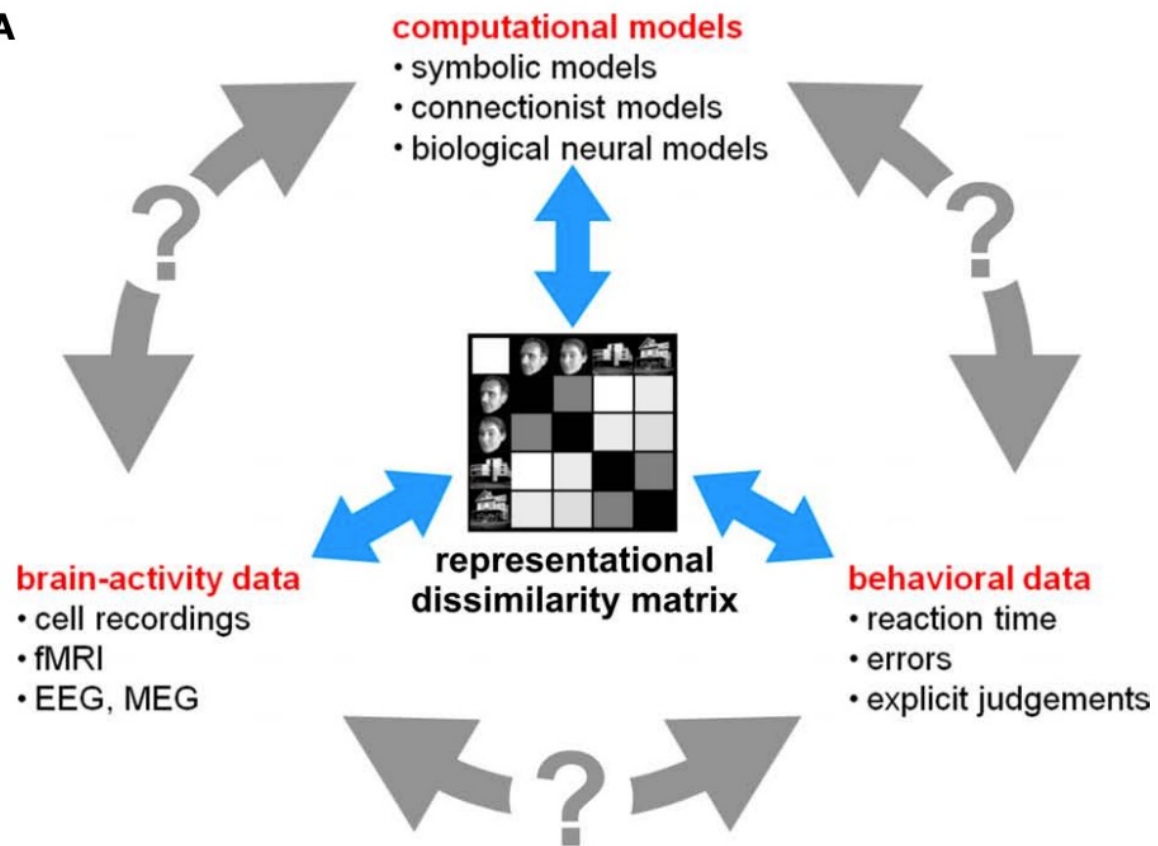 A
computational models
• symbolic models
• connectionist models
• biological neural models
?
?
representational
dissimilarity matrix
brain-activity data
• cell recordings
• fMRI
• EEG, MEG
behavioral data
• reaction time
• errors
• explicit judgements
?